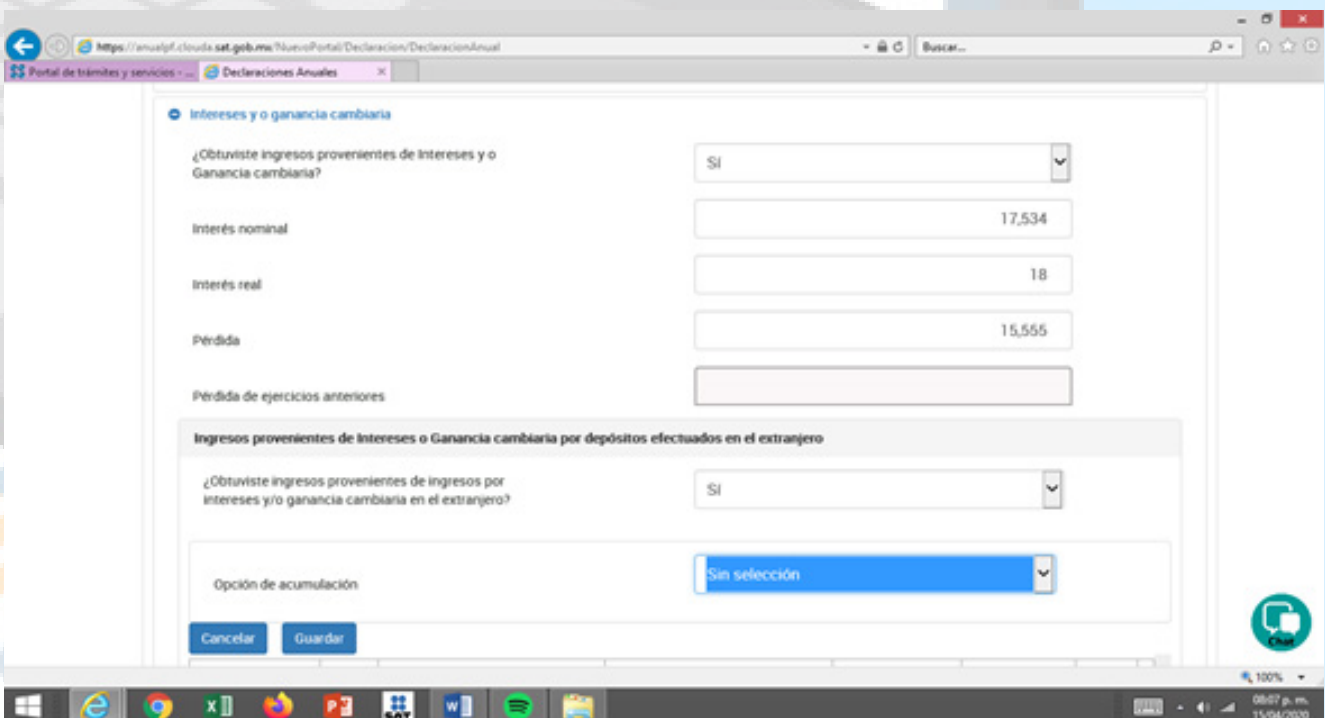 https://anualpf.clouda.sat.gob.mx/NuevoPortal/Declaracion/DeclaracionAnual
Buscar...
Portal de trámites y servicios - ...
Declaraciones Anuales
Intereses y o ganancia cambiaria
¿Obtuviste ingresos provenientes de Intereses y o
Ganancia cambiaria?
SI
Interés nominal
17,534
Interés real
18
Pérdida
15,555
Pérdida de ejercicios anteriores
Ingresos provenientes de Intereses o Ganancia cambiaria por depósitos efectuados en el extranjero
¿Obtuviste ingresos provenientes de ingresos por
intereses y/o ganancia cambiaria en el extranjero?
SI
Opción de acumulación
Sin selección
Cancelar
Guardar
Chat
100%
SAT
08:07 p. m.
15/04/2020